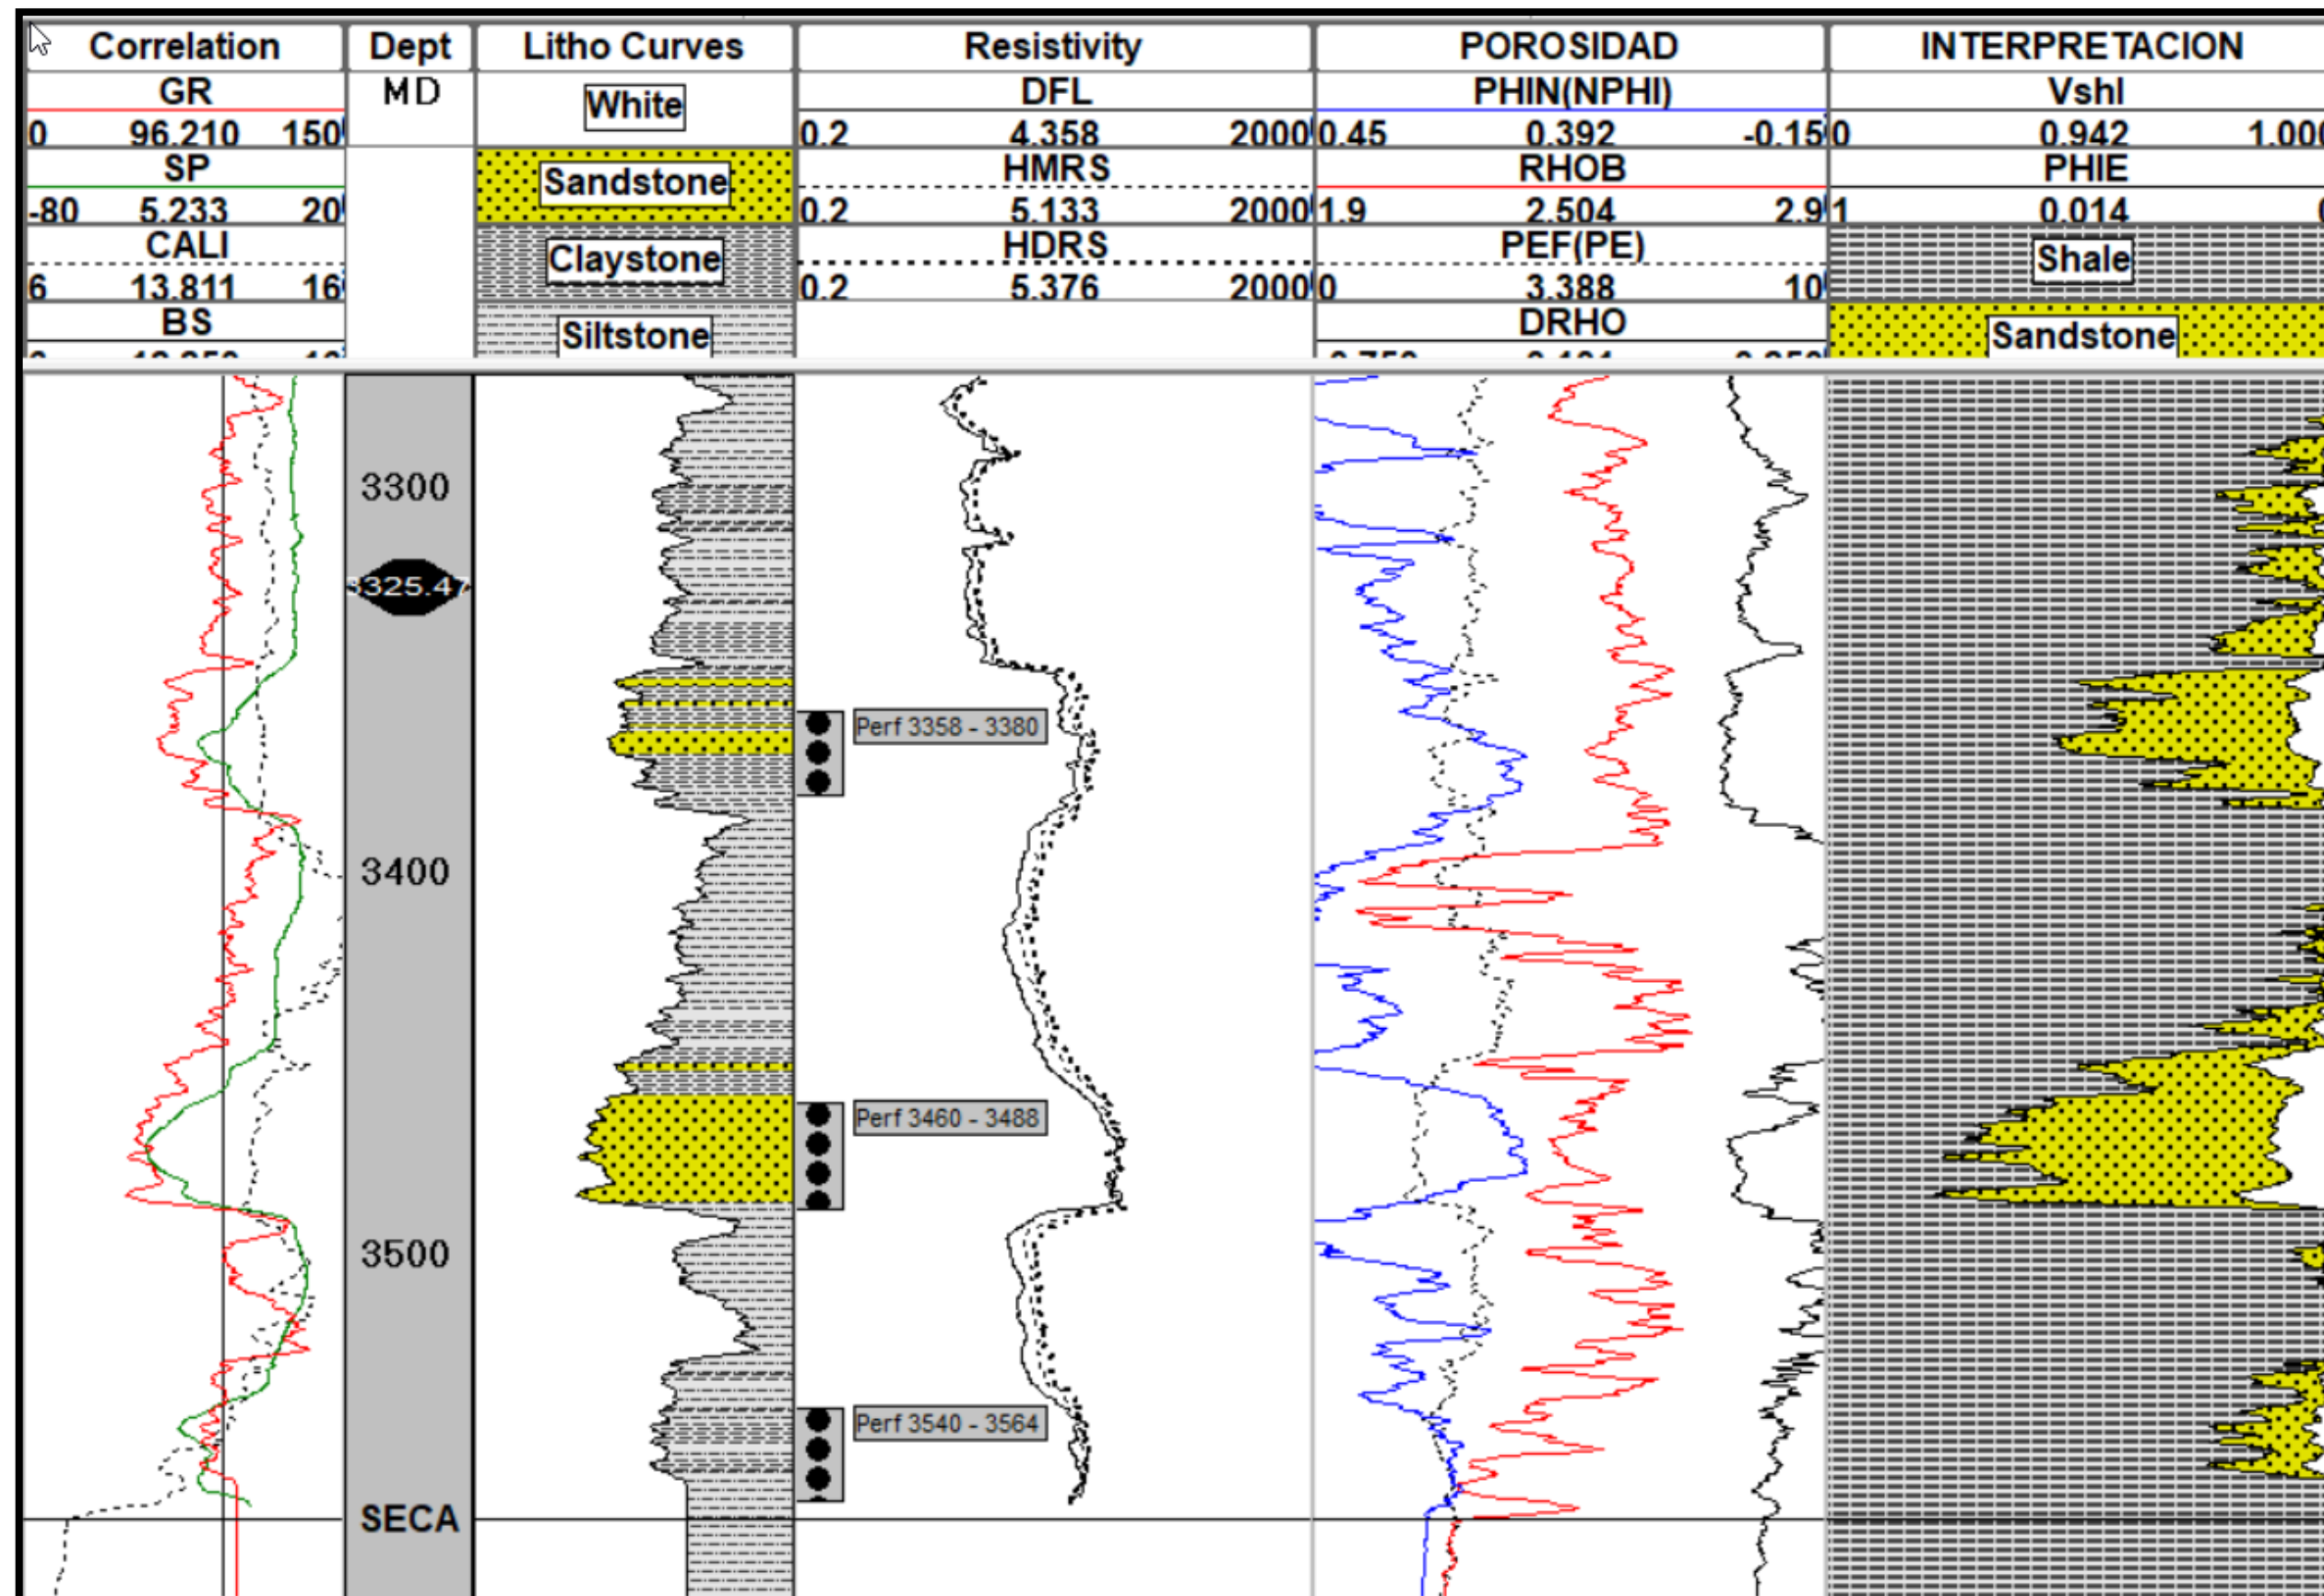 Correlation Dept Litho Curves Resistivity POROSIDAD INTERPRETACION
GR MD White DFL PHIN(NPHI) Vshl
0 96.210 150 0.2 4.358 2000 0.45 0.392 -0.15 0 0.942 1.000
SP Sandstone HMRS RHOB PHIE
-80 5.233 20 0.2 5.133 2000 1.9 2.504 2.9 1 0.014
CALI Claystone HDRS PEF(PE) Shale
6 13.811 16 0.2 5.376 2000 0 3.388 10
BS Siltstone DRHO Sandstone
3300
3325.47
Perf 3358 - 3380
3400
Perf 3460 - 3488
3500
Perf 3540 - 3564
SECA